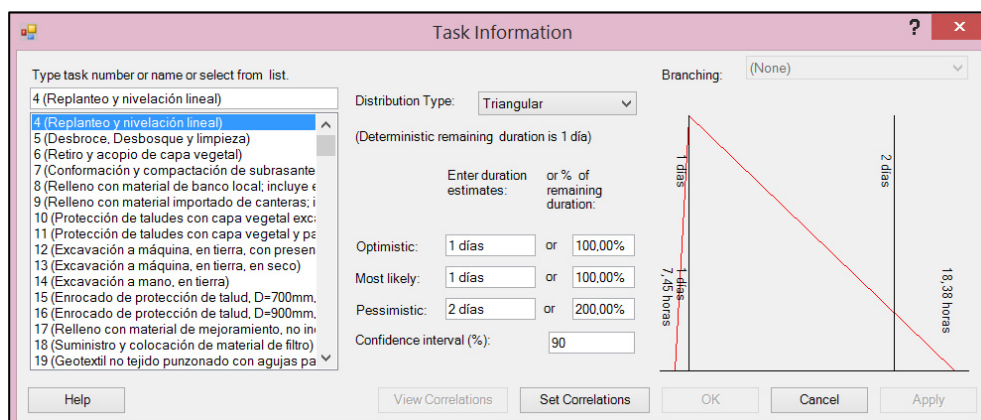 Task Information
?
×
Type task number or name or select from list.
4 (Replanteo y nivelación lineal)
4 (Replanteo y nivelación lineal)
5 (Desbroce, Desbosque y limpieza)
6 (Retiro y acopio de capa vegetal)
7 (Conformación y compactación de subrasante
8 (Relleno con material de banco local; incluye e
9 (Relleno con material importado de canteras; i
10 (Protección de taludes con capa vegetal exc
11 (Protección de taludes con capa vegetal y pa
12 (Excavación a máquina, en tierra, con presen
13 (Excavación a máquina, en tierra, en seco)
14 (Excavación a mano, en tierra)
15 (Enrocado de protección de talud, D=700mm,
16 (Enrocado de protección de talud, D=900mm,
17 (Relleno con material de mejoramiento, no in
18 (Suministro y colocación de material de filtro)
19 (Geotextil no tejido punzonado con agujas pa
Distribution Type: Triangular
(Deterministic remaining duration is 1 día)
Enter duration estimates:
or % of remaining duration:
Optimistic: 1 días or 100,00%
Most likely: 1 días or 100,00%
Pessimistic: 2 días or 200,00%
Confidence interval (%): 90
Branching: (None)
1 días
2 días
1 días
7,45 horas
18,38 horas
Help
View Correlations
Set Correlations
OK
Cancel
Apply